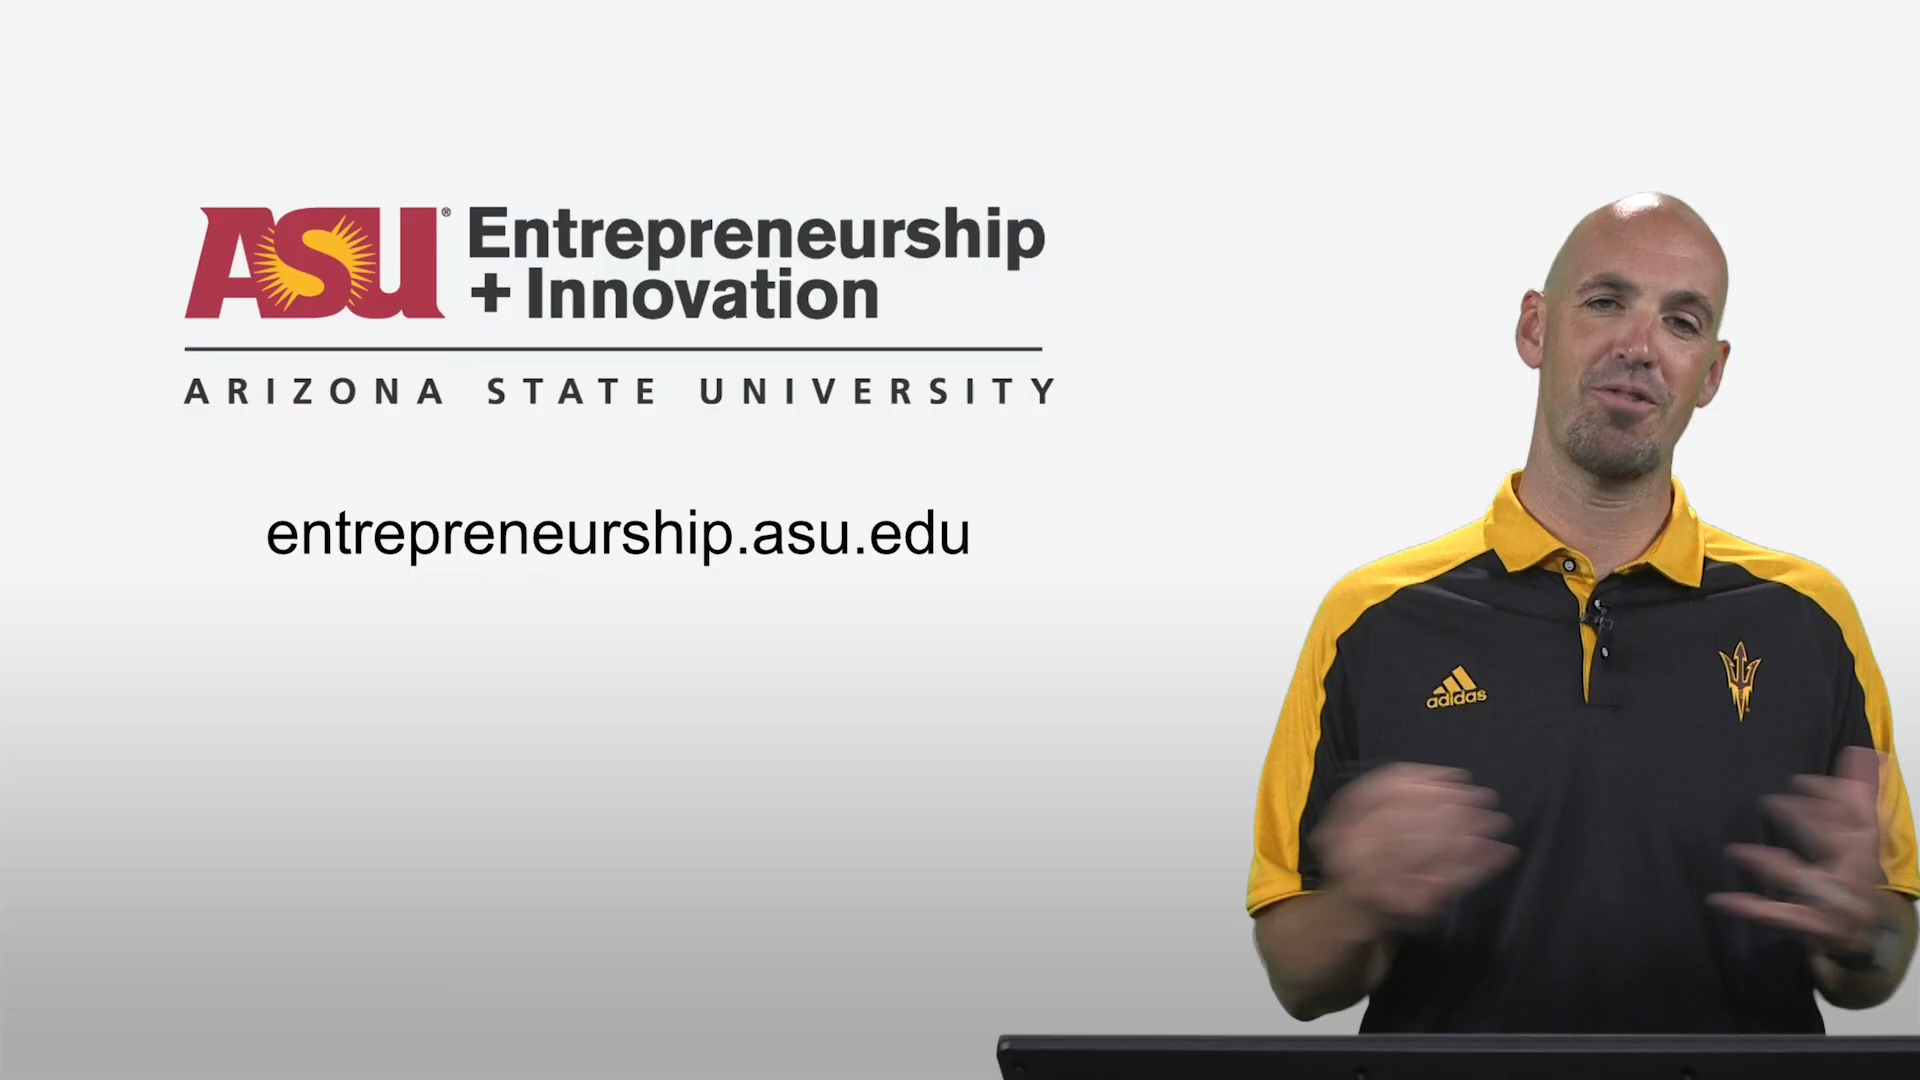 ASU® Entrepreneurship
+ Innovation
ARIZONA STATE UNIVERSITY
entrepreneurship.asu.edu
adidas